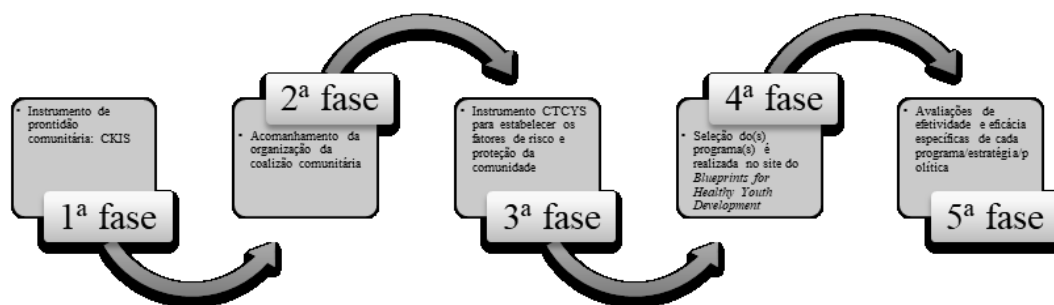 Instrumento de
prontidão
comunitária: CKIS
1ª fase
2ª fase
Acomanhamento da
organização da
coalizão comunitária
Instrumento CTCYS
para estabelecer os
fatores de risco e
proteção da
comunidade
3ª fase
4ª fase
Seleção do(s)
programa(s) é
realizada no site do
Blueprints for
Healthy Youth
Development
Avaliações de
efetividade e eficácia
específicas de cada
programa/estratégia/p
olítica
5ª fase